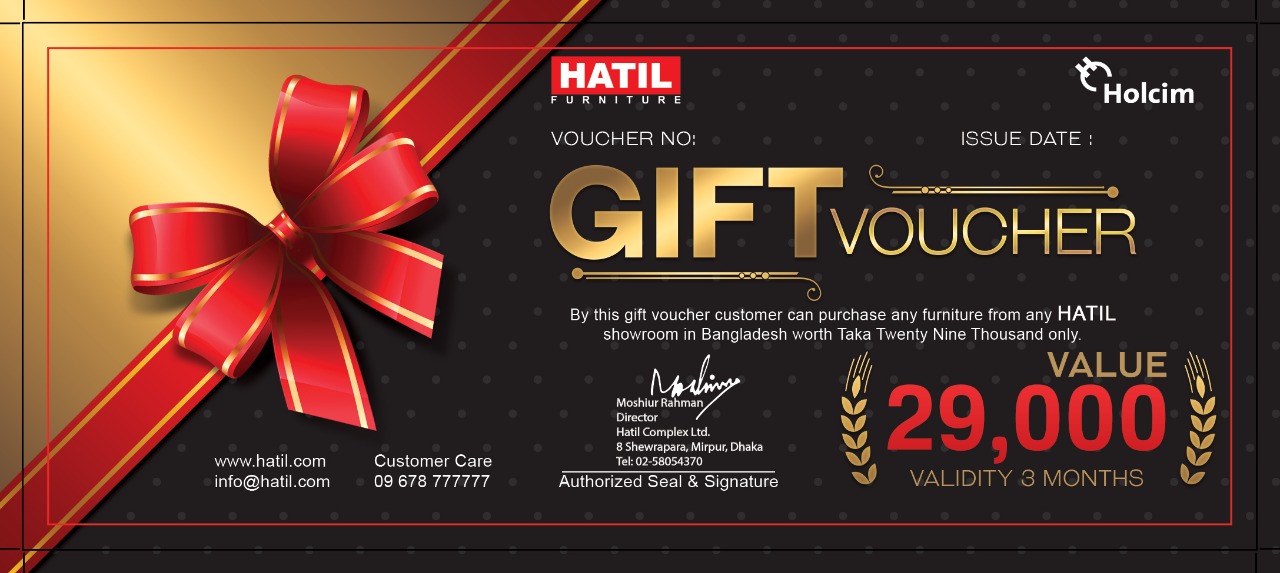 HATIL
FURNITURE
Holcim
VOUCHER NO:
ISSUE DATE :
GIFT VOUCHER
By this gift voucher customer can purchase any furniture from any HATIL
showroom in Bangladesh worth Taka Twenty Nine Thousand only.
VALUE
29,000
VALIDITY 3 MONTHS
Moshiur Rahman
Director
Hatil Complex Ltd.
8 Shewrapara, Mirpur, Dhaka
Tel: 02-58054370
Authorized Seal & Signature
www.hatil.com
info@hatil.com
Customer Care
09 678 777777